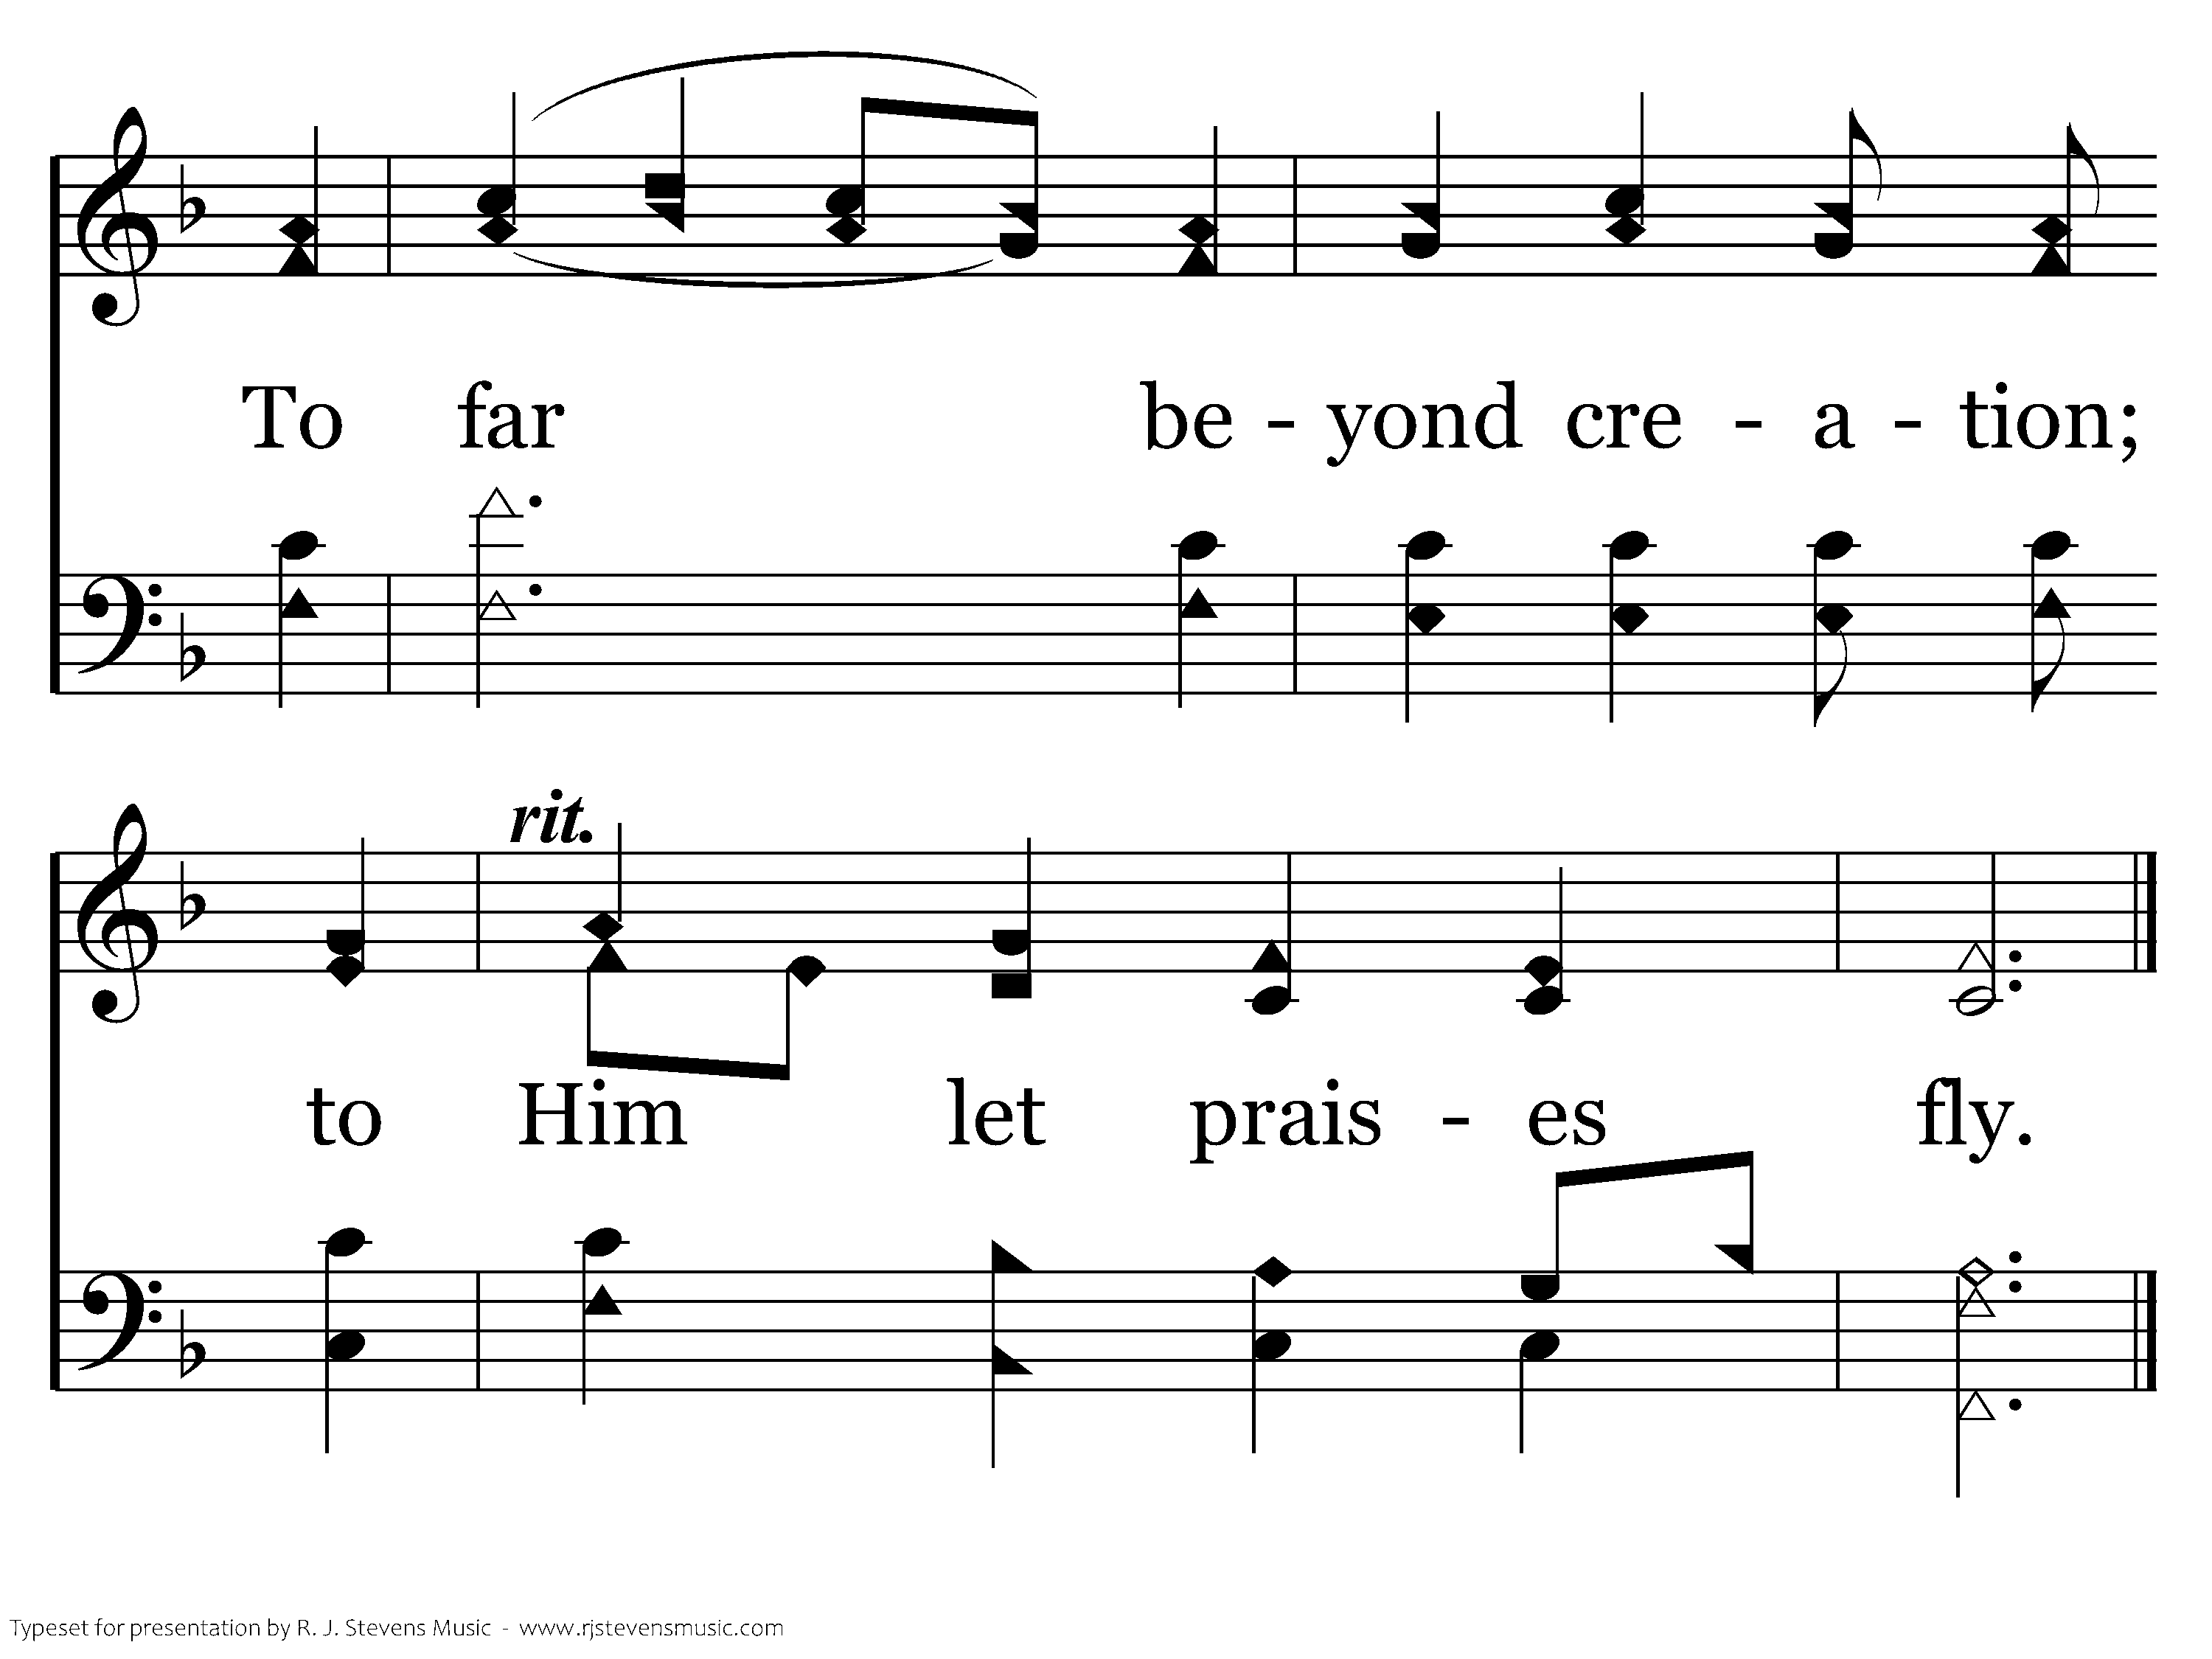 To far be - yond cre - a - tion;
rit.
to Him let prais - es fly.
Typeset for presentation by R. J. Stevens Music - www.rjstevensmusic.com